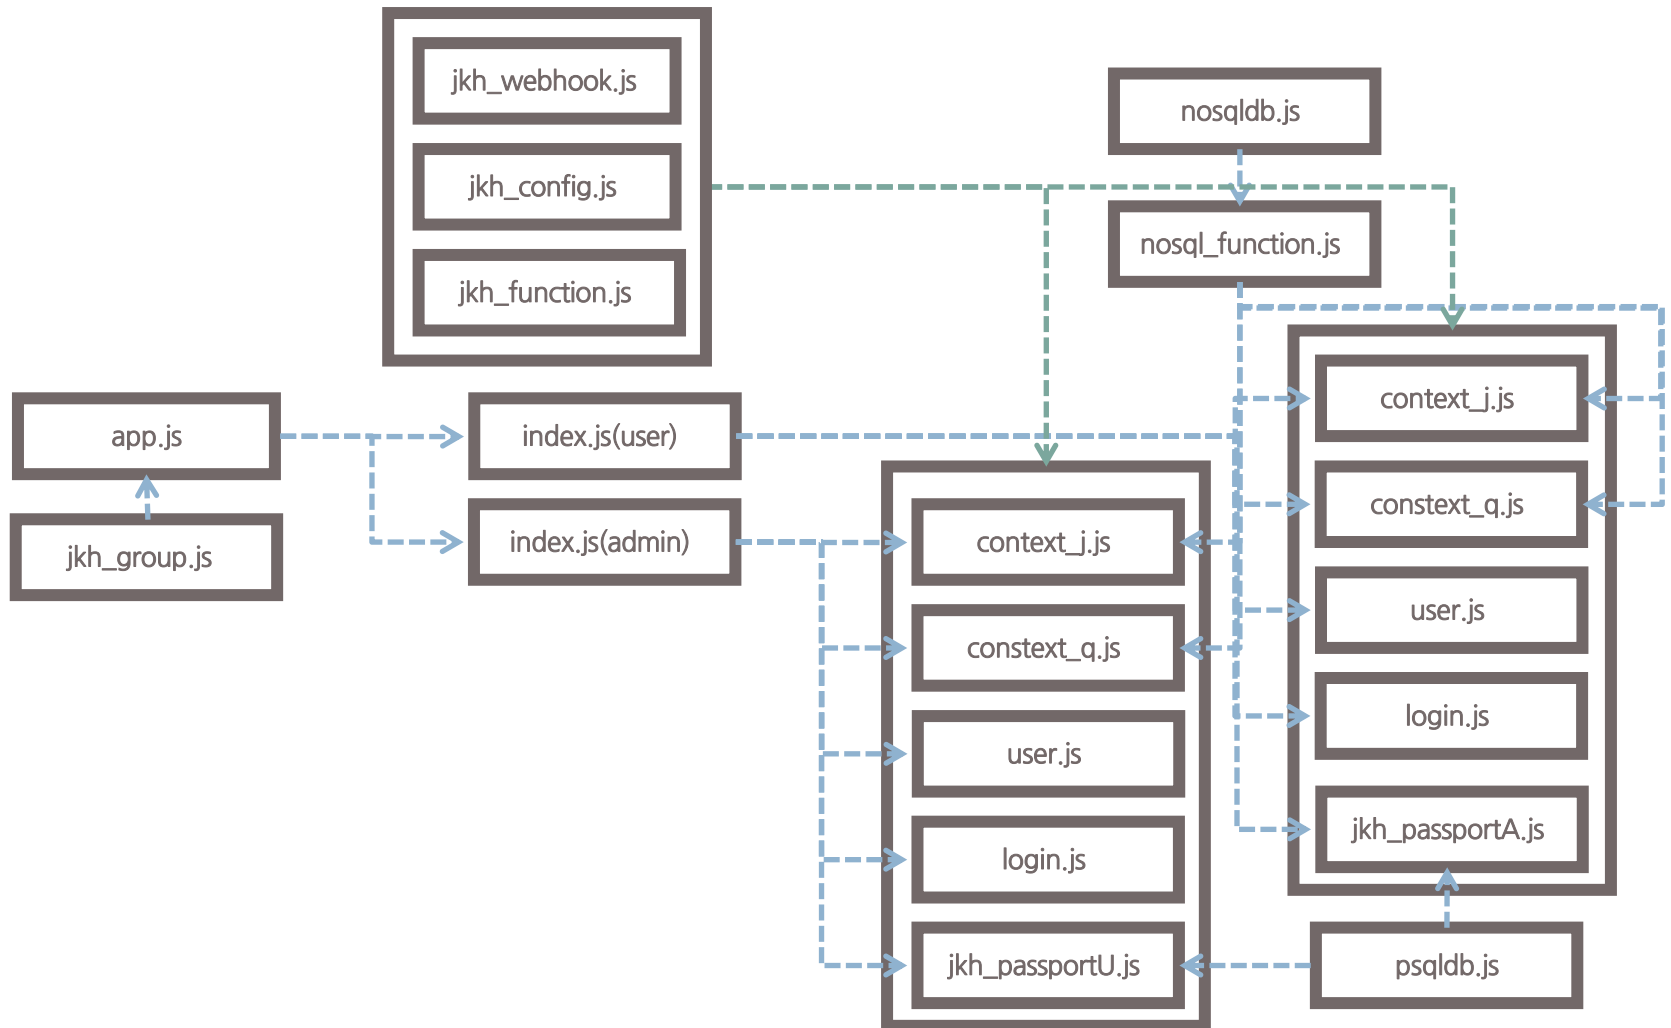 jkh_webhook.js
jkh_config.js
jkh_function.js
nosqldb.js
nosql_function.js
app.js
jkh_group.js
index.js(user)
index.js(admin)
context_j.js
constext_q.js
user.js
login.js
jkh_passportU.js
context_j.js
constext_q.js
user.js
login.js
jkh_passportA.js
psqldb.js